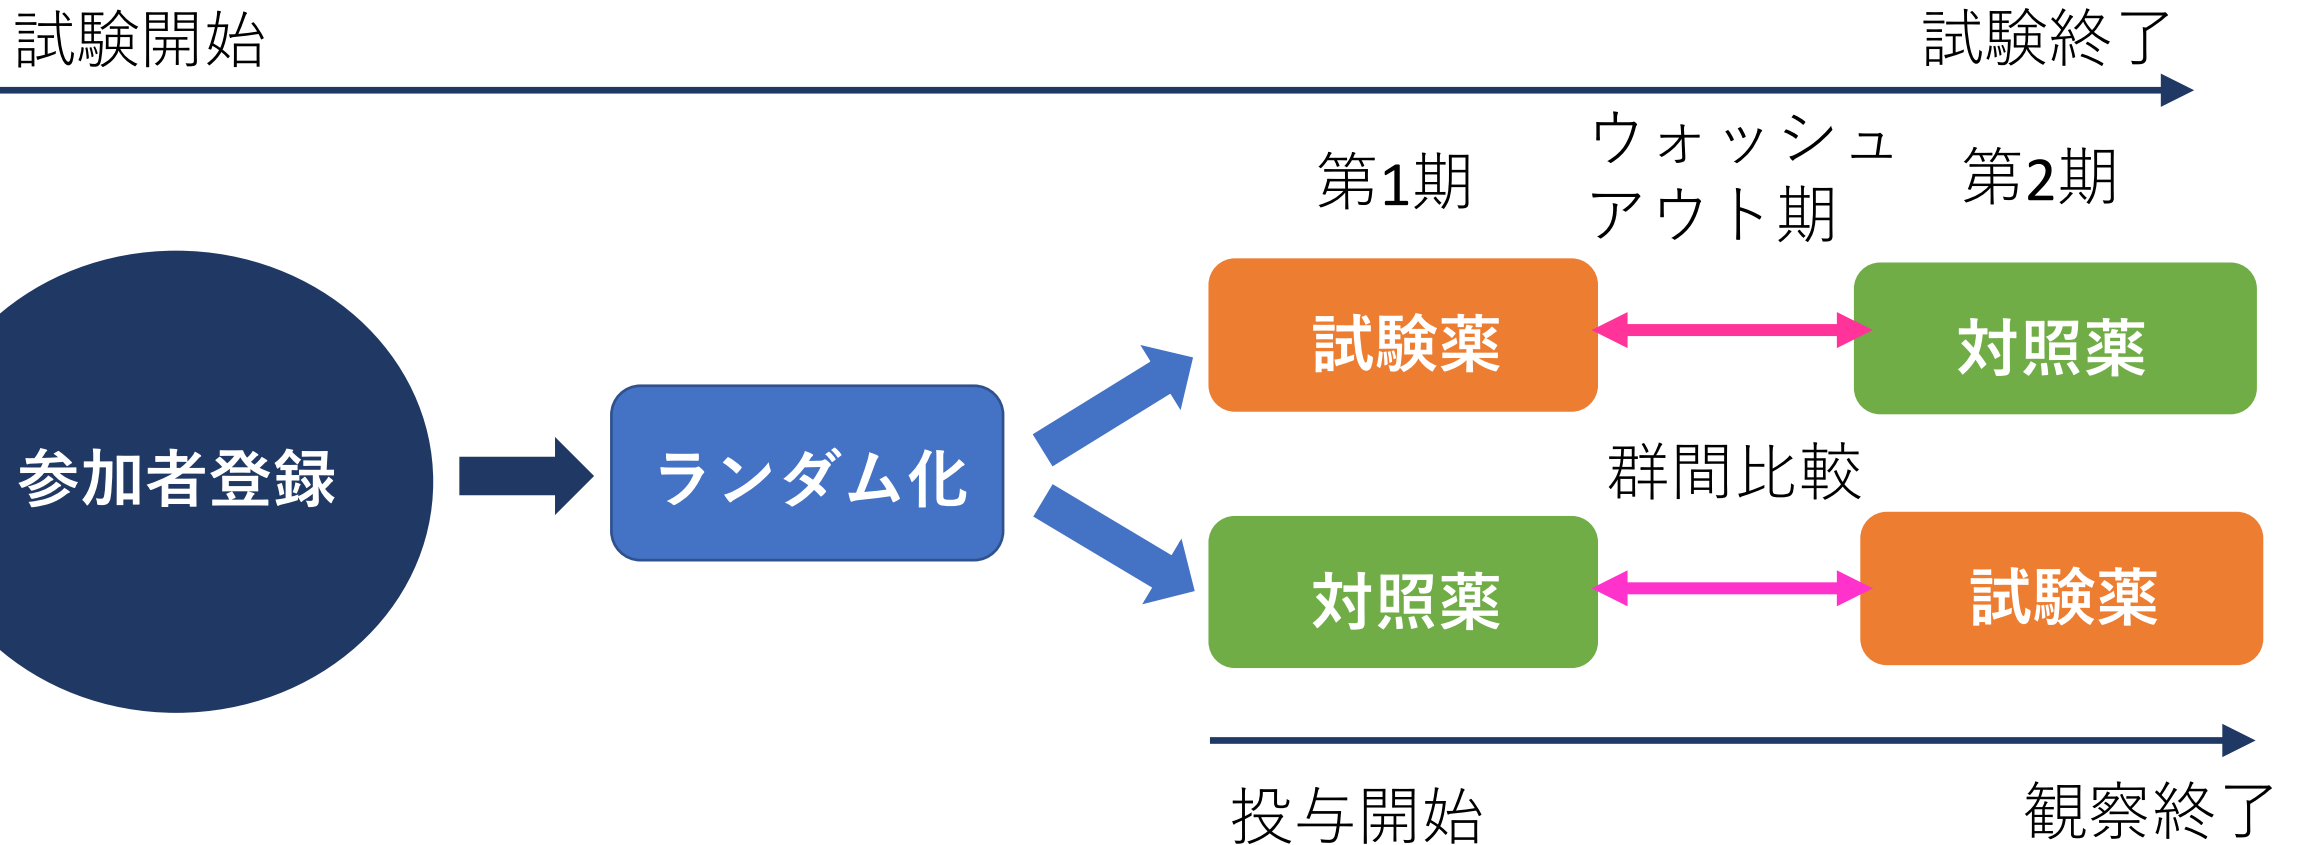 試験開始
試験終了
第1期
ウォッシュ
アウト期
第2期
試験薬
対照薬
参加者登録
ランダム化
群間比較
対照薬
試験薬
投与開始
観察終了